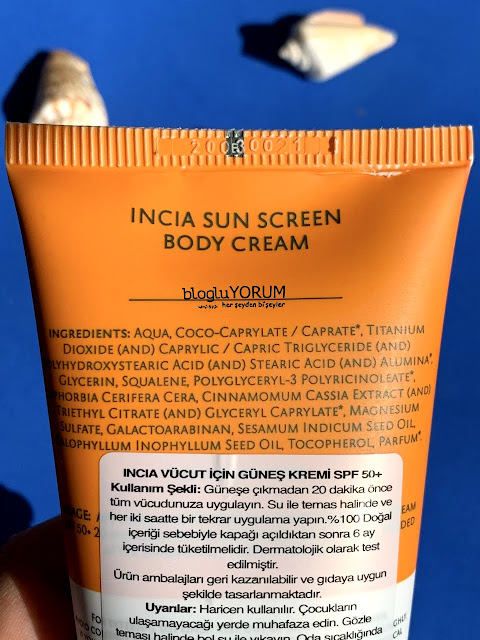 INCIA SUN SCREEN
BODY CREAM
blogluYORUM
her şeyden bi'şeyler
INGREDIENTS: AQUA, COCO-CAPRYLATE / CAPRATE*, TITANIUM
DIOXIDE (AND) CAPRYLIC / CAPRIC TRIGLYCERIDE (AND)
OLYHYDROXYSTEARIC ACID (AND) STEARIC ACID (AND) ALUMINA*,
GLYCERIN, SQUALENE, POLYGLYCERYL-3 POLYRICINOLEATE*,
PHORBIA CERIFERA CERA, CINNAMOMUM CASSIA EXTRACT (AND)
TRIETHYL CITRATE (AND) GLYCERYL CAPRYLATE*, MAGNESIUM
SULFATE, GALACTOARABINAN, SESAMUM INDICUM SEED OIL,
ALOPHYLLUM INOPHYLLUM SEED OIL, TOCOPHEROL, PARFUM*.
INCIA VÜCUT İÇİN GÜNEŞ KREMİ SPF 50+
Kullanım Şekli: Güneşe çıkmadan 20 dakika önce
tüm vücudunuza uygulayın. Su ile temas halinde ve
her iki saatte bir tekrar uygulama yapın.%100 Doğal
içeriği sebebiyle kapağı açıldıktan sonra 6 ay
içerisinde tüketilmelidir. Dermatolojik olarak test
edilmiştir.
Ürün ambalajları geri kazanılabilir ve gıdaya uygun
şekilde tasarlanmaktadır.
Uyarılar: Haricen kullanılır. Çocukların
ulaşamayacağı yerde muhafaza edin. Gözle
teması halinde bol su ile yıkayın. Oda sıcaklığında